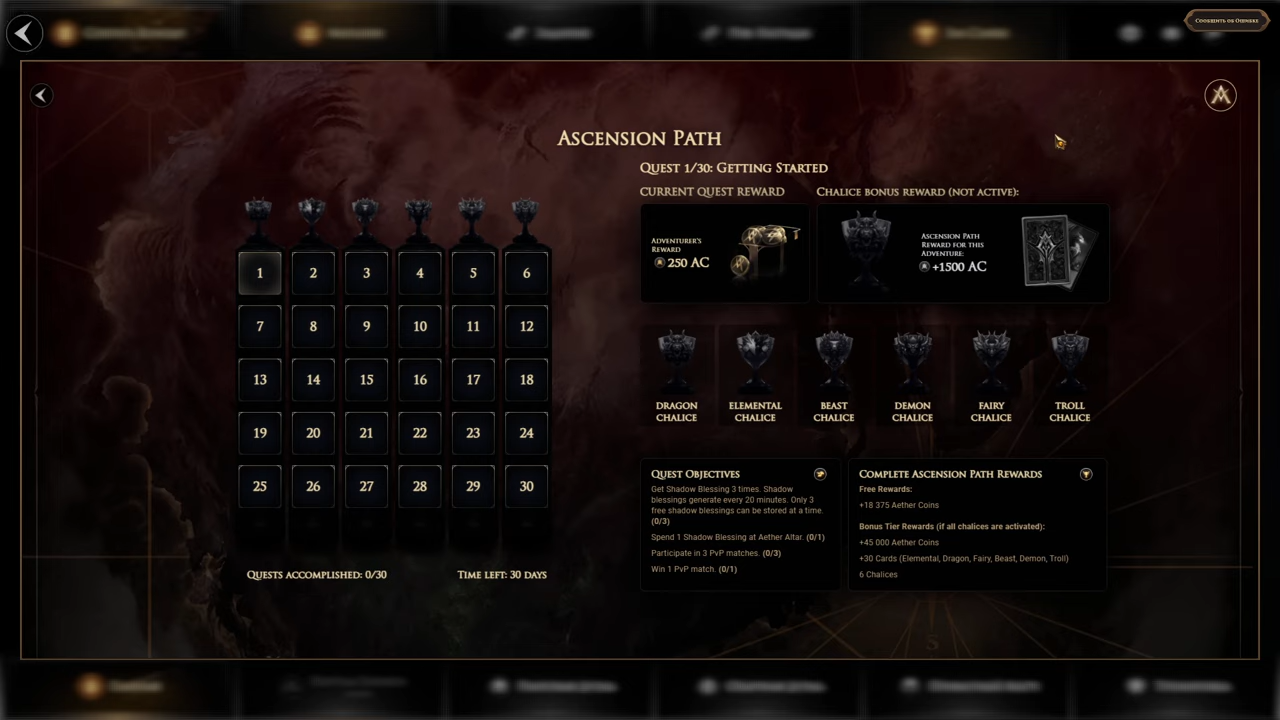 Сообщить об Ошибке
Ascension Path
Quest 1/30: Getting Started
Current Quest Reward
Chalice Bonus Reward (not active):
Adventurer's
Reward
250 AC
Ascension Path
Reward for this
Adventure:
+1500 AC
1 2 3 4 5 6
7 8 9 10 11 12
13 14 15 16 17 18
19 20 21 22 23 24
25 26 27 28 29 30
Quests accomplished: 0/30
Time left: 30 days
Dragon
Chalice
Elemental
Chalice
Beast
Chalice
Demon
Chalice
Fairy
Chalice
Troll
Chalice
Quest Objectives
Get Shadow Blessing 3 times. Shadow
blessings generate every 20 minutes. Only 3
free shadow blessings can be stored at a time.
(0/3)
Spend 1 Shadow Blessing at Aether Altar. (0/1)
Participate in 3 PvP matches. (0/3)
Win 1 PvP match. (0/1)
Complete Ascension Path Rewards
Free Rewards:
+18 375 Aether Coins
Bonus Tier Rewards (if all chalices are activated):
+45 000 Aether Coins
+30 Cards (Elemental, Dragon, Fairy, Beast, Demon, Troll)
6 Chalices